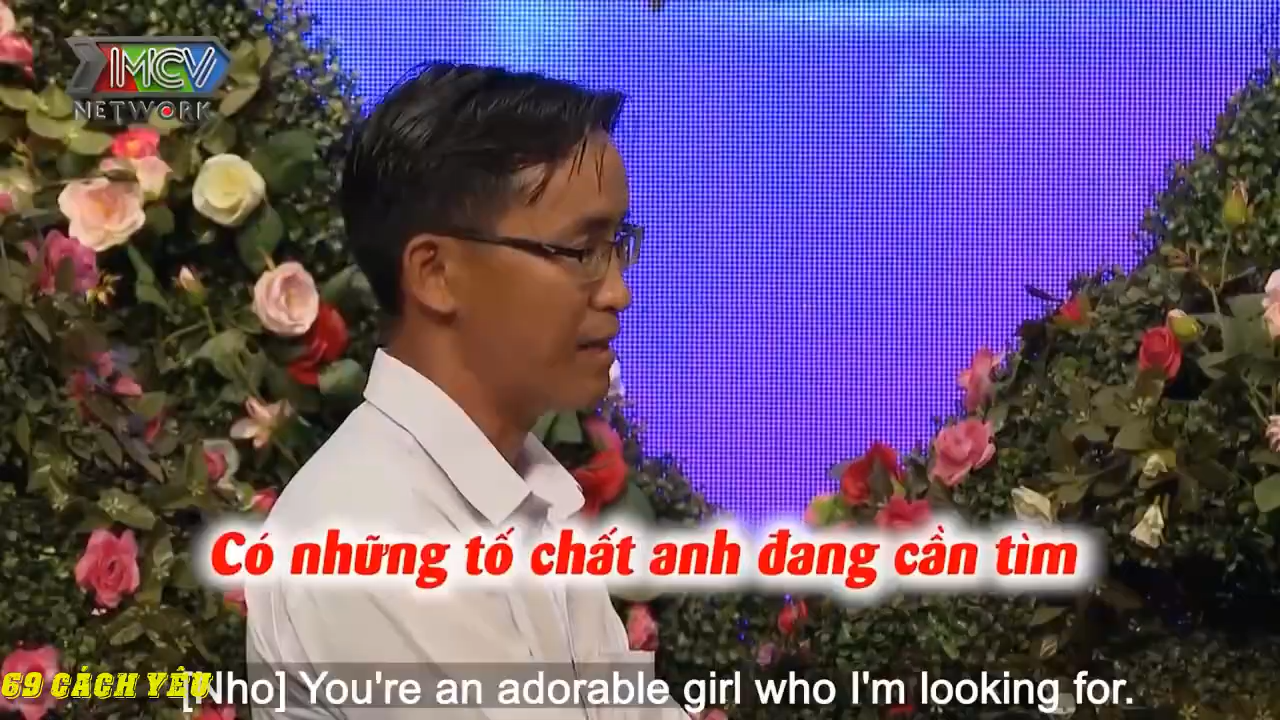 MCV
NETWORK
Có những tố chất anh đang cần tìm
69 CÁCH YÊU
[Nho] You're an adorable girl who I'm looking for.